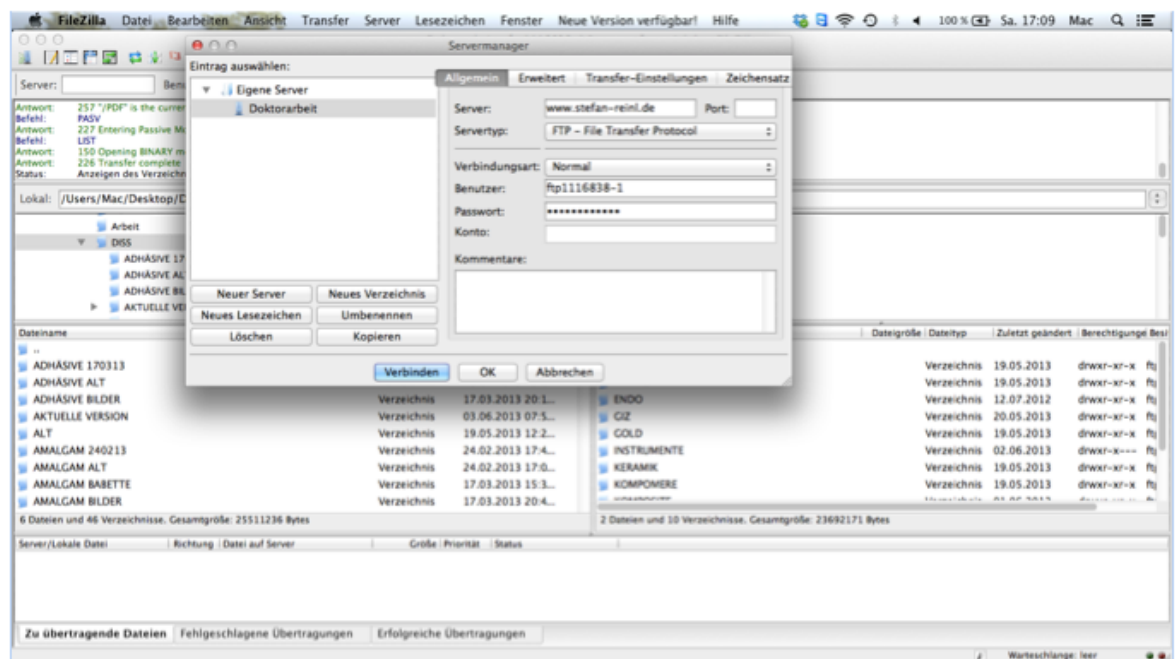 FileZilla Datei Bearbeiten Ansicht Transfer Server Lesezeichen Fenster Neue Version verfügbar! Hilfe 100 % Sa. 17:09 Mac
Servermanager
Eintrag auswählen:
Eigene Server
Doktorarbeit
Neuer Server Neues Verzeichnis
Neues Lesezeichen Umbenennen
Löschen Kopieren
Allgemein Erweitert Transfer-Einstellungen Zeichensatz
Server: www.stefan-reinl.de Port:
Servertyp: FTP – File Transfer Protocol
Verbindungsart: Normal
Benutzer: ftp1116838-1
Passwort: ••••••••••••
Konto:
Kommentare:
Verbinden OK Abbrechen
Server:
Antwort: 257 "/PDF" is the
Befehl: PASV
Antwort: 227 Entering Passive
Befehl: LIST
Antwort: 150 Opening BINARY
Antwort: 226 Transfer complete
Status: Anzeigen des
Lokal: /Users/Mac/Desktop/
Arbeit
DISS
ADHÄSIVE
ADHÄSIVE
ADHÄSIVE
AKTUELLE
Dateiname
..
ADHÄSIVE 170313
ADHÄSIVE ALT
ADHÄSIVE BILDER Verzeichnis 17.03.2013 20:1...
AKTUELLE VERSION Verzeichnis 03.06.2013 07:5...
ALT Verzeichnis 19.05.2013 12:2...
AMALGAM 240213 Verzeichnis 24.02.2013 17:4...
AMALGAM ALT Verzeichnis 24.02.2013 17:0...
AMALGAM BABETTE Verzeichnis 17.03.2013 15:3...
AMALGAM BILDER Verzeichnis 17.03.2013 20:4...
6 Dateien und 46 Verzeichnisse. Gesamtgröße: 25511236 Bytes
Dateigröße Dateityp Zuletzt geändert
Verzeichnis 19.05.2013 drwxr-xr-x
Verzeichnis 19.05.2013 drwxr-xr-x
ENDO Verzeichnis 12.07.2012 drwxr-xr-x
GIZ Verzeichnis 20.05.2013 drwxr-xr-x
GOLD Verzeichnis 19.05.2013 drwxr-xr-x
INSTRUMENTE Verzeichnis 02.06.2013 drwxr-x---
KERAMIK Verzeichnis 19.05.2013 drwxr-xr-x
KOMPOMERE Verzeichnis 19.05.2013 drwxr-xr-x
2 Dateien und 10 Verzeichnisse. Gesamtgröße: 23692171 Bytes
Server/Lokale Datei Richtung Datei auf Server Größe Priorität Status
Zu übertragende Dateien Fehlgeschlagene Übertragungen Erfolgreiche Übertragungen
Warteschlange: leer